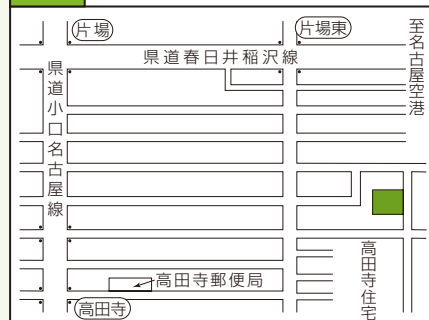 片場
片場東
至名古屋空港
県道春日井稲沢線
県道小口名古屋線
高田寺郵便局
高田寺住宅
高田寺